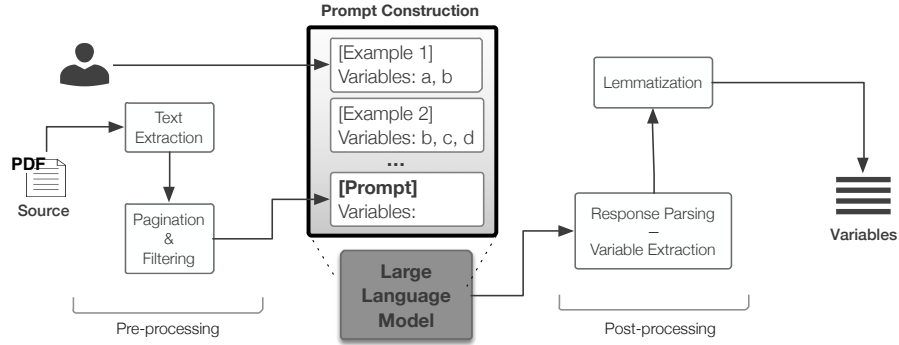 Prompt Construction
[Example 1]
Variables: a, b
[Example 2]
Variables: b, c, d
...
[Prompt]
Variables:
Text
Extraction
PDF
Source
Pagination
&
Filtering
Pre-processing
Large
Language
Model
Lemmatization
Response Parsing
–
Variable Extraction
Post-processing
Variables